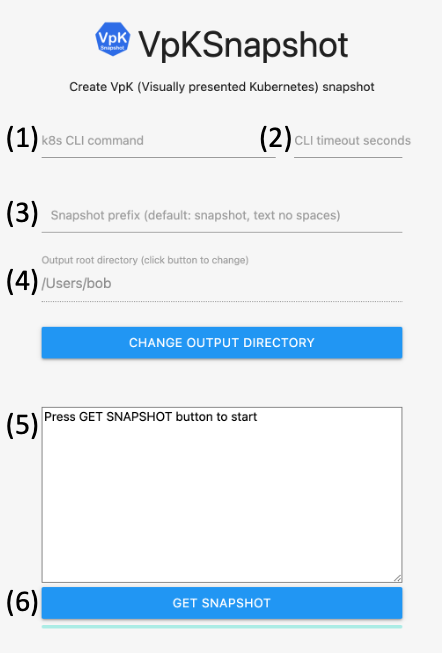 VpK
Snapshot
VpKSnapshot
Create VpK (Visually presented Kubernetes) snapshot
(1) k8s CLI command (2) CLI timeout seconds
(3) Snapshot prefix (default: snapshot, text no spaces)
Output root directory (click button to change)
(4) /Users/bob
CHANGE OUTPUT DIRECTORY
(5) Press GET SNAPSHOT button to start
(6) GET SNAPSHOT